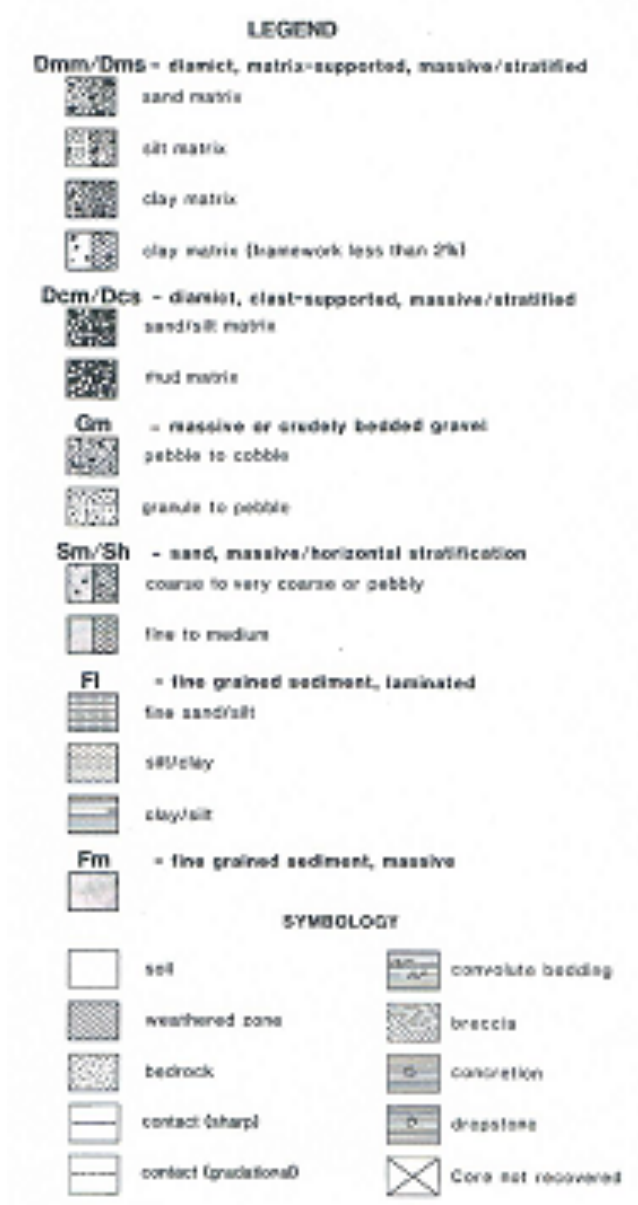 LEGEND
Dmm/Dms - diamict, matrix-supported, massive/stratified
sand matrix
silt matrix
clay matrix
clay matrix (framework less than 2%)
Dcm/Dcs - diamict, clast-supported, massive/stratified
sand/silt matrix
mud matrix
Gm - massive or crudely bedded gravel
pebble to cobble
granule to pebble
Sm/Sh - sand, massive/horizontal stratification
coarse to very coarse or pebbly
fine to medium
Fl - fine grained sediment, laminated
fine sand/silt
silt/clay
clay/silt
Fm - fine grained sediment, massive
SYMBOLOGY
soil
weathered zone
bedrock
contact (sharp)
contact (gradational)
convolute bedding
breccia
concretion
dropstone
Core not recovered